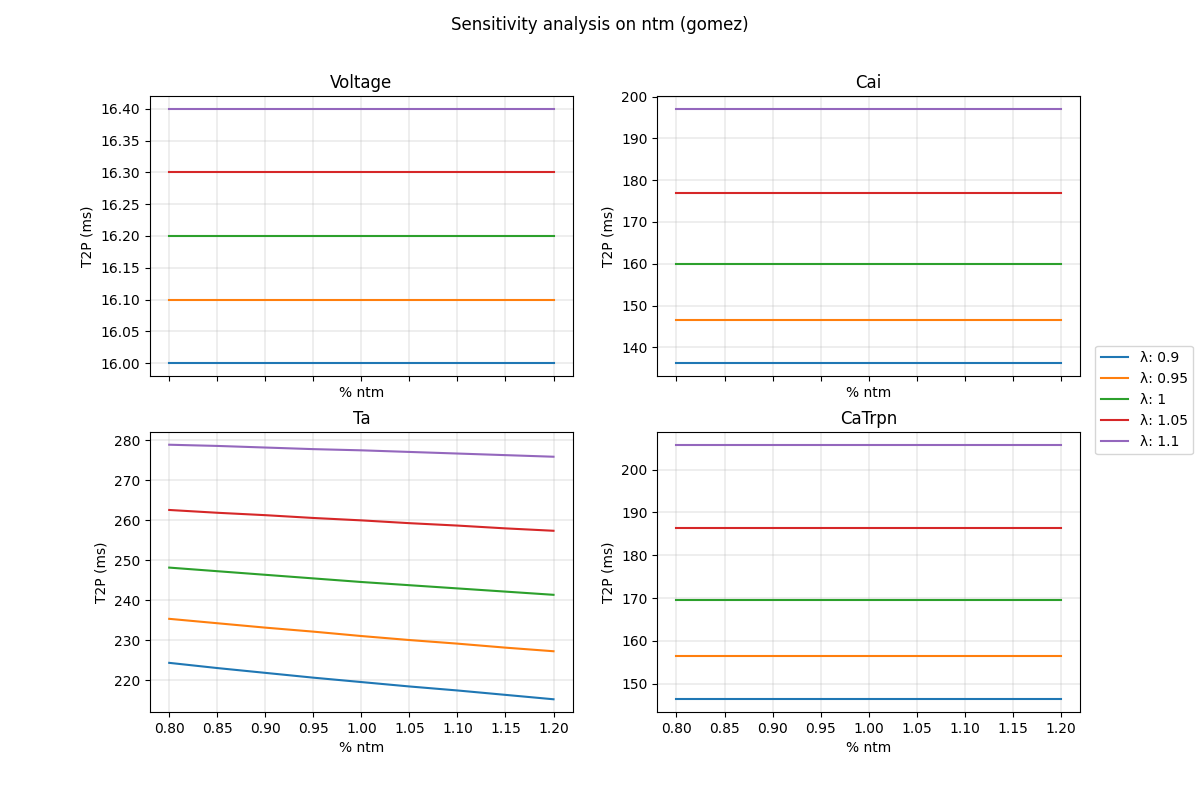 Sensitivity analysis on ntm (gomez)
Voltage
16.40
16.35
16.30
16.25
16.20
16.15
16.10
16.05
16.00
T2P (ms)
% ntm
Cai
200
190
180
170
160
150
140
T2P (ms)
% ntm
Ta
280
270
260
250
240
230
220
T2P (ms)
0.80 0.85 0.90 0.95 1.00 1.05 1.10 1.15 1.20
% ntm
CaTrpn
200
190
180
170
160
150
T2P (ms)
0.80 0.85 0.90 0.95 1.00 1.05 1.10 1.15 1.20
% ntm
λ: 0.9
λ: 0.95
λ: 1
λ: 1.05
λ: 1.1